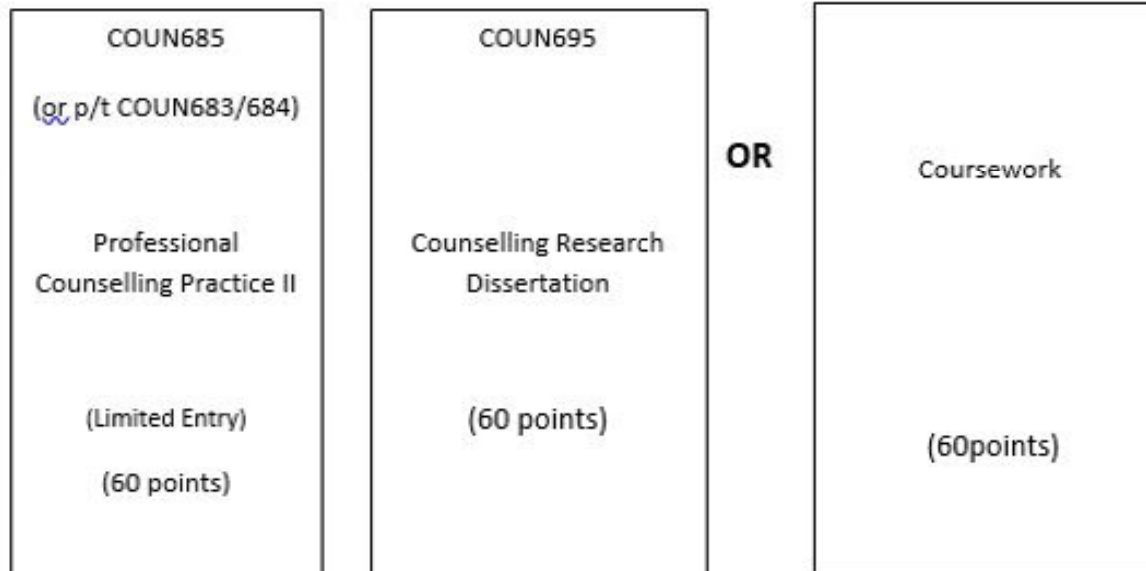 COUN685
(or p/t COUN683/684)
Professional
Counselling Practice II
(Limited Entry)
(60 points)
COUN695
Counselling Research
Dissertation
(60 points)
OR
Coursework
(60points)